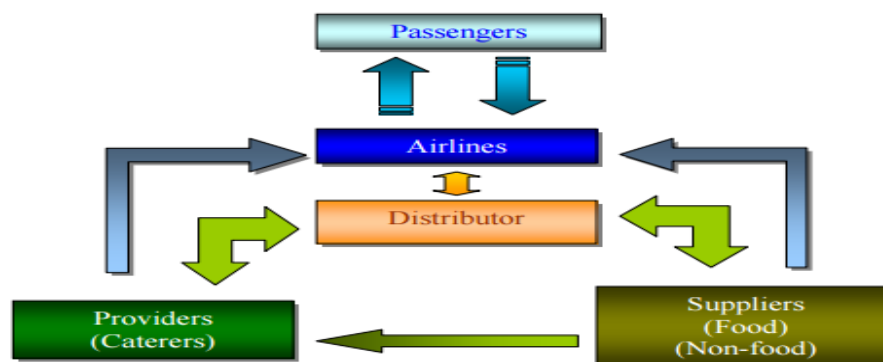 Passengers
Airlines
Distributor
Providers
(Caterers)
Suppliers
(Food)
(Non-food)